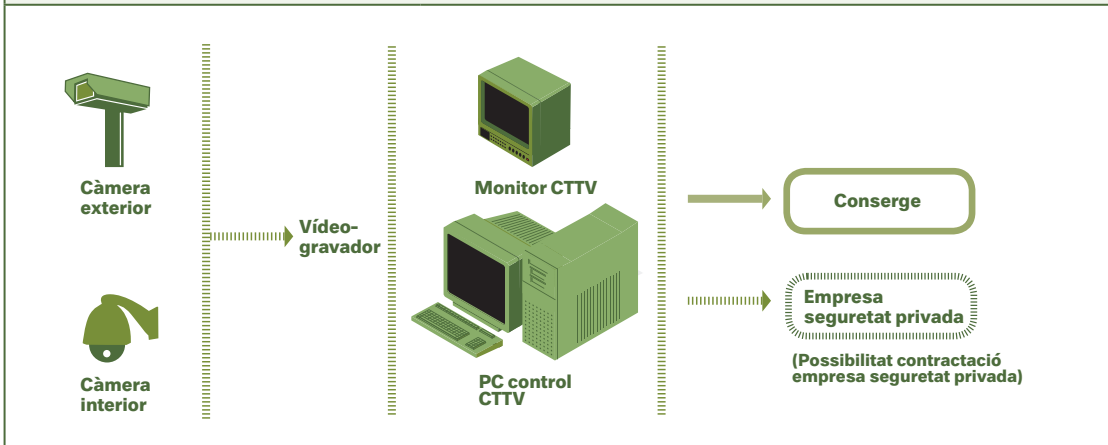 Càmera
exterior
Càmera
interior
Vídeo-
gravador
Monitor CTTV
PC control
CTTV
Conserge
Empresa
seguretat privada
(Possibilitat contractació
empresa seguretat privada)